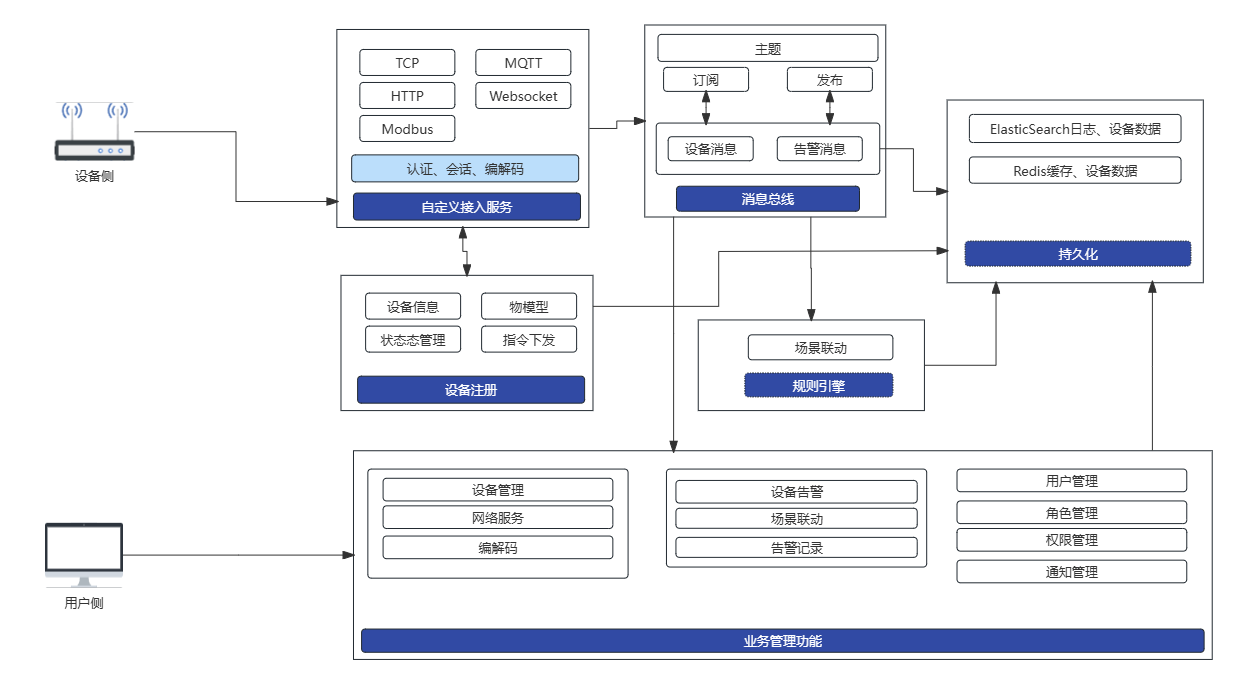 设备侧
TCP
MQTT
HTTP
Websocket
Modbus
认证、会话、编解码
自定义接入服务
主题
订阅
发布
设备消息
告警消息
消息总线
ElasticSearch日志、设备数据
Redis缓存、设备数据
持久化
设备信息
物模型
状态态管理
指令下发
设备注册
场景联动
规则引擎
用户侧
设备管理
网络服务
编解码
设备告警
场景联动
告警记录
用户管理
角色管理
权限管理
通知管理
业务管理功能